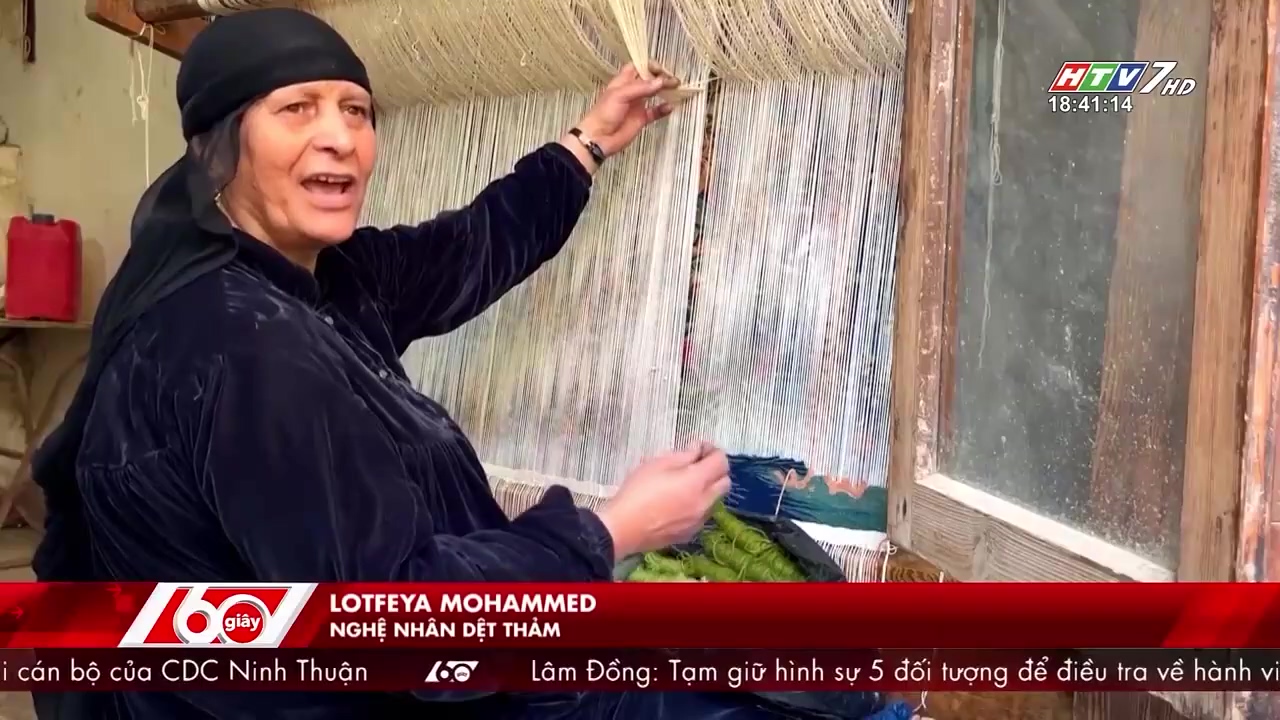 HTV7 HD
18:41:14
60 giây
LOTFEYA MOHAMMED
NGHỆ NHÂN DỆT THẢM
i cán bộ của CDC Ninh Thuận 60 giây Lâm Đồng: Tạm giữ hình sự 5 đối tượng để điều tra về hành vi